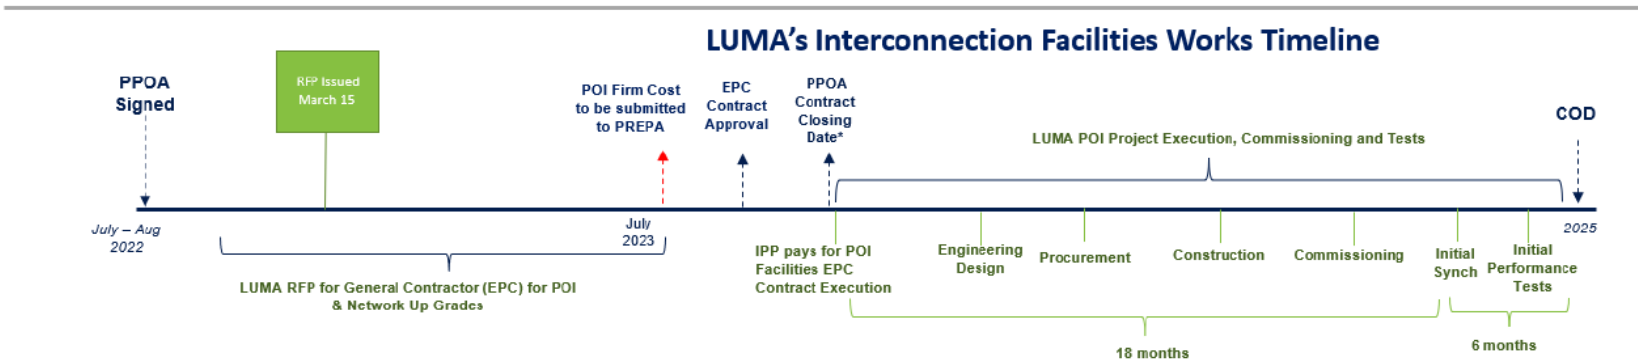 LUMA's Interconnection Facilities Works Timeline
PPOA
Signed
RFP Issued
March 15
POI Firm Cost
to be submitted
to PREPA
EPC
Contract
Approval
PPOA
Contract
Closing
Date*
LUMA POI Project Execution, Commissioning and Tests
COD
July – Aug
2022
July
2023
2025
LUMA RFP for General Contractor (EPC) for POI
& Network Up Grades
IPP pays for POI
Facilities EPC
Contract Execution
Engineering
Design
Procurement
Construction
Commissioning
Initial
Synch
Initial
Performance
Tests
18 months
6 months